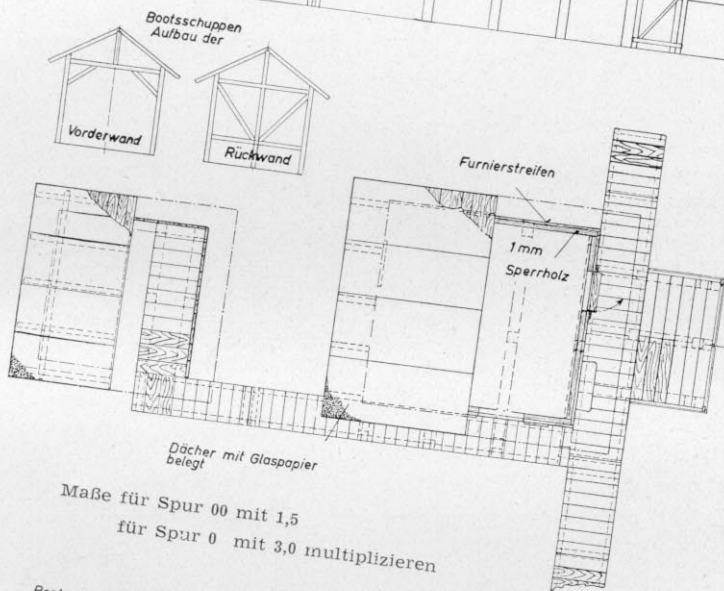 Bootsschuppen
Aufbau der
Vorderwand
Rückwand
Furnierstreifen
1 mm
Sperrholz
Dächer mit Glaspapier
belegt
Maße für Spur 00 mit 1,5
für Spur 0 mit 3,0 multiplizieren